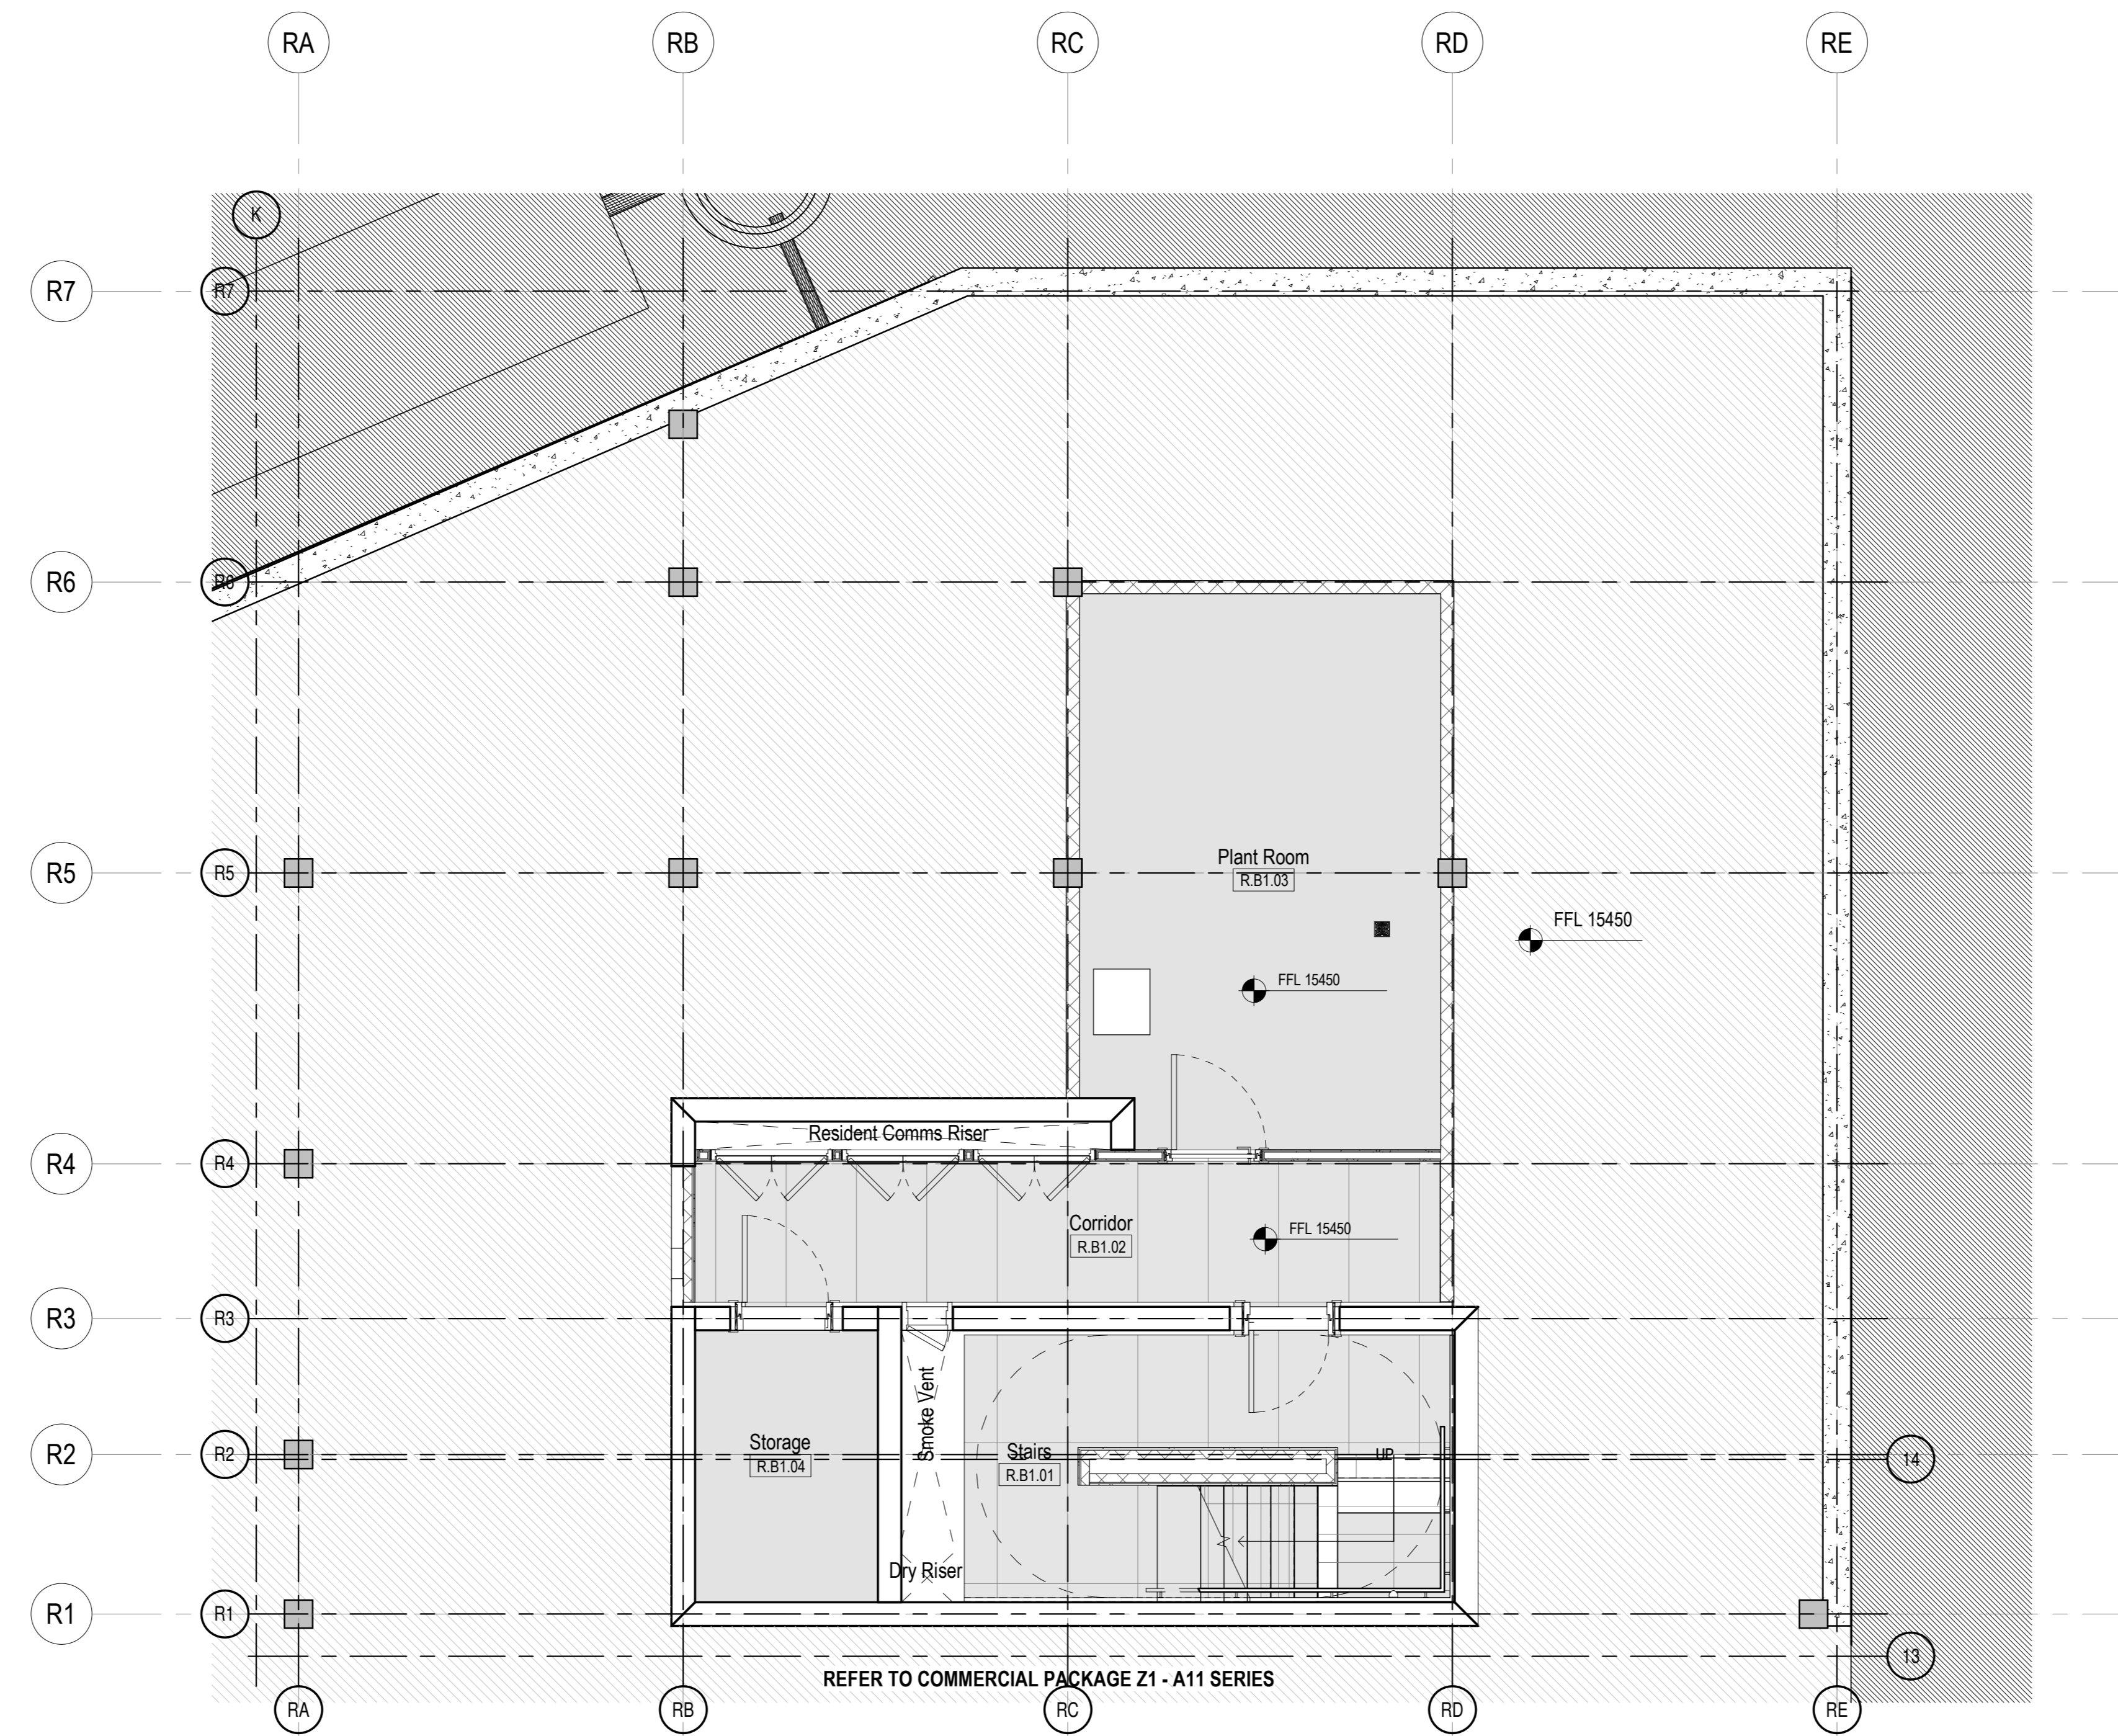 RA
RB
RC
RD
RE
K
R7
R7
R6
R6
R5
R5
Plant Room
R.B1.03
FFL 15450
FFL 15450
Resident Comms Riser
R4
R4
Corridor
R.B1.02
FFL 15450
R3
R3
Smoke Vent
Storage
R.B1.04
Stairs
R.B1.01
UP
R2
R2
14
Dry Riser
R1
R1
13
REFER TO COMMERCIAL PACKAGE Z1 - A11 SERIES
RA
RB
RC
RD
RE